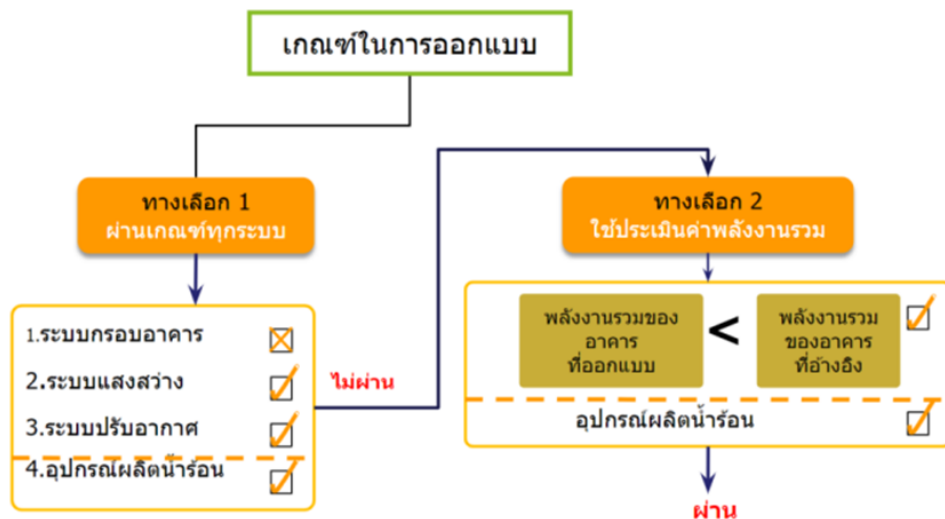 เกณฑ์ในการออกแบบ
ทางเลือก 1
ผ่านเกณฑ์ทุกระบบ
1.ระบบกรอบอาคาร
2.ระบบแสงสว่าง
3.ระบบปรับอากาศ
4.อุปกรณ์ผลิตน้ำร้อน
ไม่ผ่าน
ทางเลือก 2
ใช้ประเมินค่าพลังงานรวม
พลังงานรวมของ
อาคาร
ที่ออกแบบ
<
พลังงานรวม
ของอาคาร
ที่อ้างอิง
อุปกรณ์ผลิตน้ำร้อน
ผ่าน